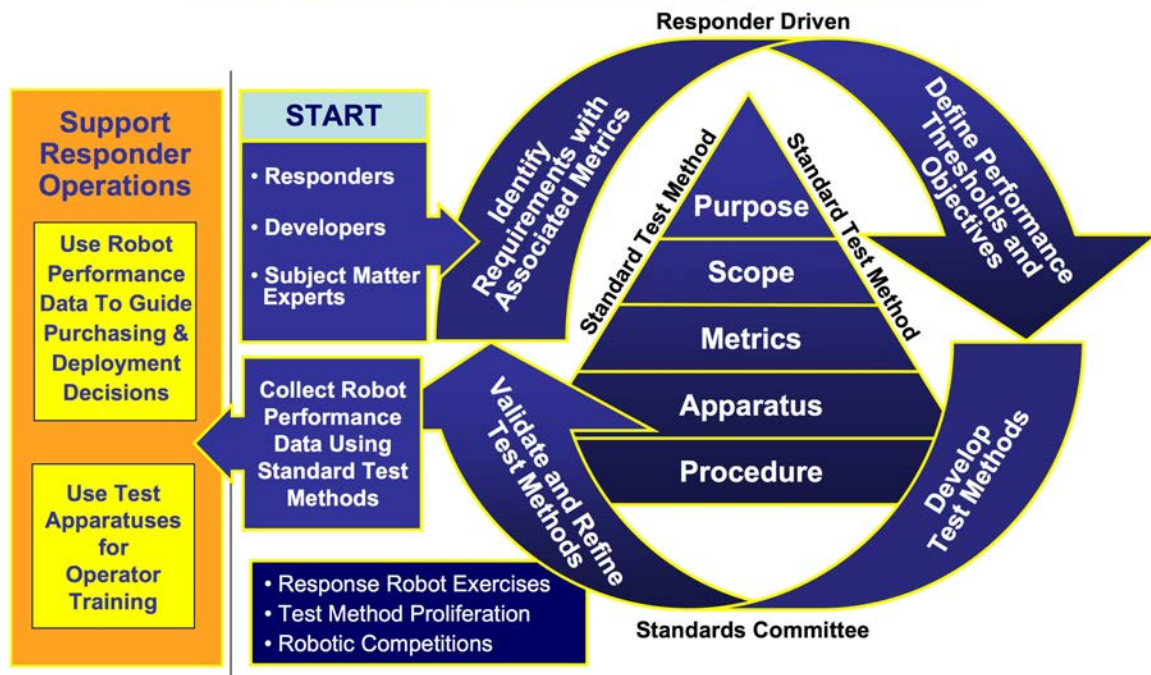 Responder Driven
Support
Responder
Operations
Use Robot
Performance
Data To Guide
Purchasing &
Deployment
Decisions
Use Test
Apparatuses
for
Operator
Training
START
• Responders
• Developers
• Subject Matter
Experts
Collect Robot
Performance
Data Using
Standard Test
Methods
• Response Robot Exercises
• Test Method Proliferation
• Robotic Competitions
Identify
Requirements with
Associated Metrics
Define Performance
Thresholds and
Objectives
Develop
Test Methods
Validate and Refine
Test Methods
Standard Test Method
Standard Test Method
Purpose
Scope
Metrics
Apparatus
Procedure
Standards Committee